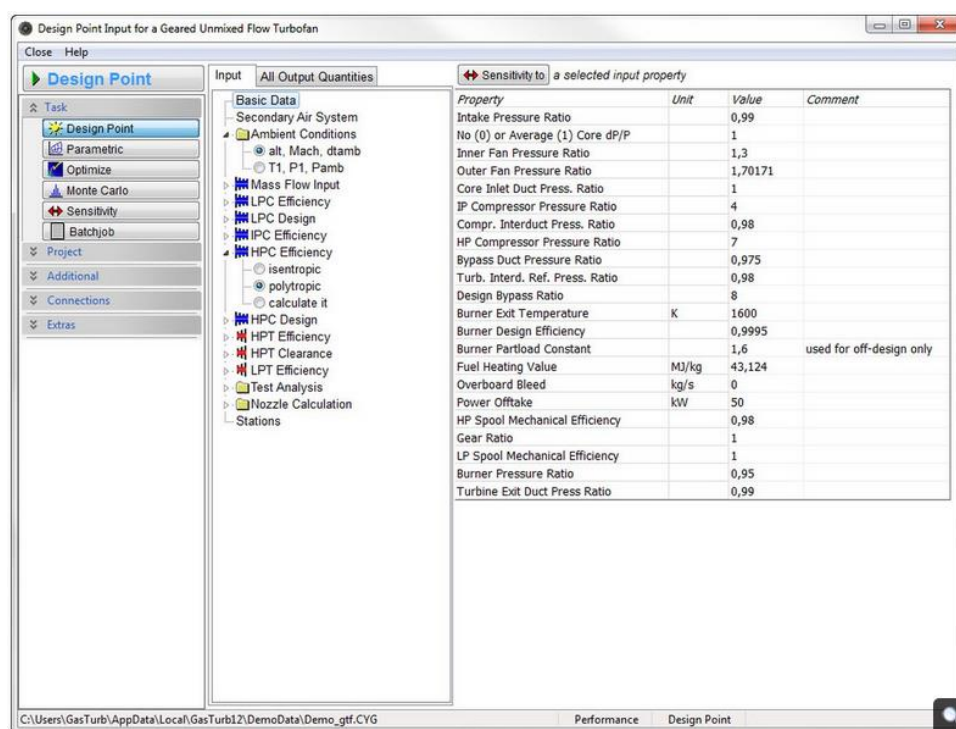 Design Point Input for a Geared Unmixed Flow Turbofan
Close Help
Design Point
Task
Design Point
Parametric
Optimize
Monte Carlo
Sensitivity
Batchjob
Project
Additional
Connections
Extras
Input All Output Quantities
Basic Data
Secondary Air System
Ambient Conditions
alt, Mach, dtamb
T1, P1, Pamb
Mass Flow Input
LPC Efficiency
LPC Design
IPC Efficiency
HPC Efficiency
isentropic
polytropic
calculate it
HPC Design
HPT Efficiency
HPT Clearance
LPT Efficiency
Test Analysis
Nozzle Calculation
Stations
Sensitivity to a selected input property
Property Unit Value Comment
Intake Pressure Ratio 0,99
No (0) or Average (1) Core dP/P 1
Inner Fan Pressure Ratio 1,3
Outer Fan Pressure Ratio 1,70171
Core Inlet Duct Press. Ratio 1
IP Compressor Pressure Ratio 4
Compr. Interduct Press. Ratio 0,98
HP Compressor Pressure Ratio 7
Bypass Duct Pressure Ratio 0,975
Turb. Interd. Ref. Press. Ratio 0,98
Design Bypass Ratio 8
Burner Exit Temperature K 1600
Burner Design Efficiency 0,9995
Burner Partload Constant 1,6 used for off-design only
Fuel Heating Value MJ/kg 43,124
Overboard Bleed kg/s 0
Power Offtake kW 50
HP Spool Mechanical Efficiency 0,98
Gear Ratio 1
LP Spool Mechanical Efficiency 1
Burner Pressure Ratio 0,95
Turbine Exit Duct Press Ratio 0,99
C:\Users\GasTurb\AppData\Local\GasTurb12\DemoData\Demo_gtf.CYG Performance Design Point